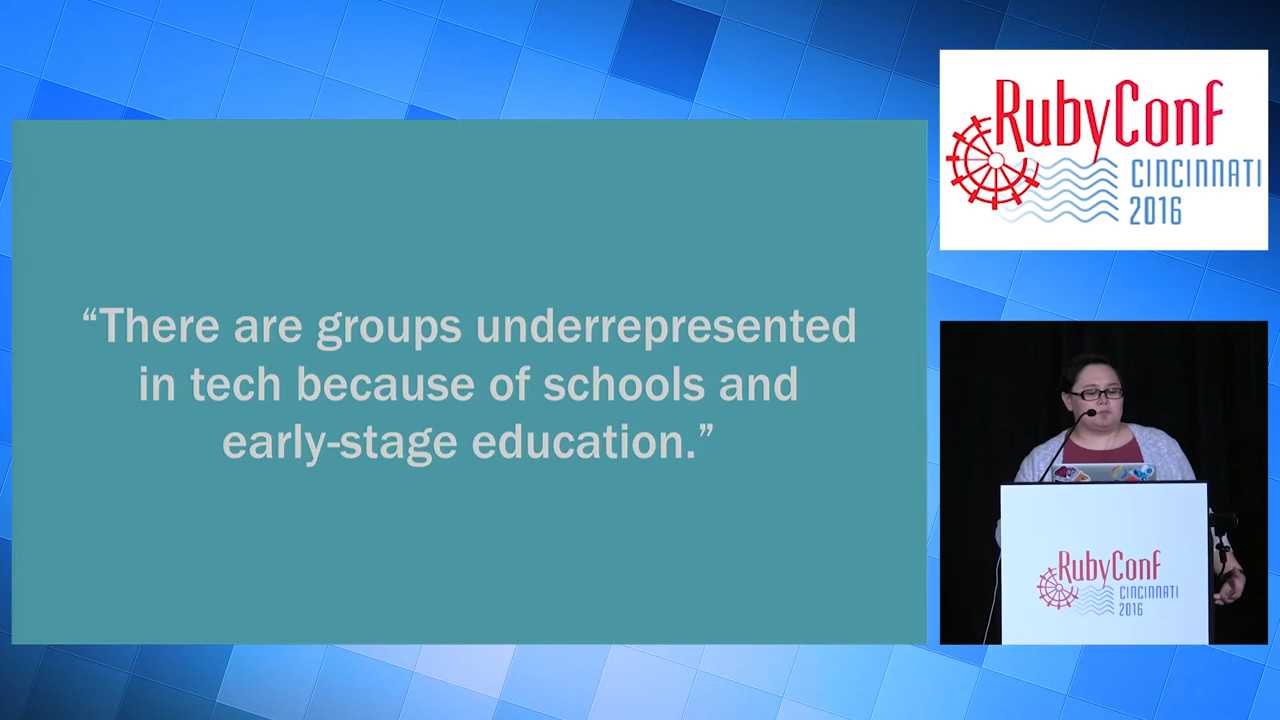 “There are groups underrepresented
in tech because of schools and
early-stage education.”
RubyConf
CINCINNATI
2016
RubyConf
CINCINNATI
2016